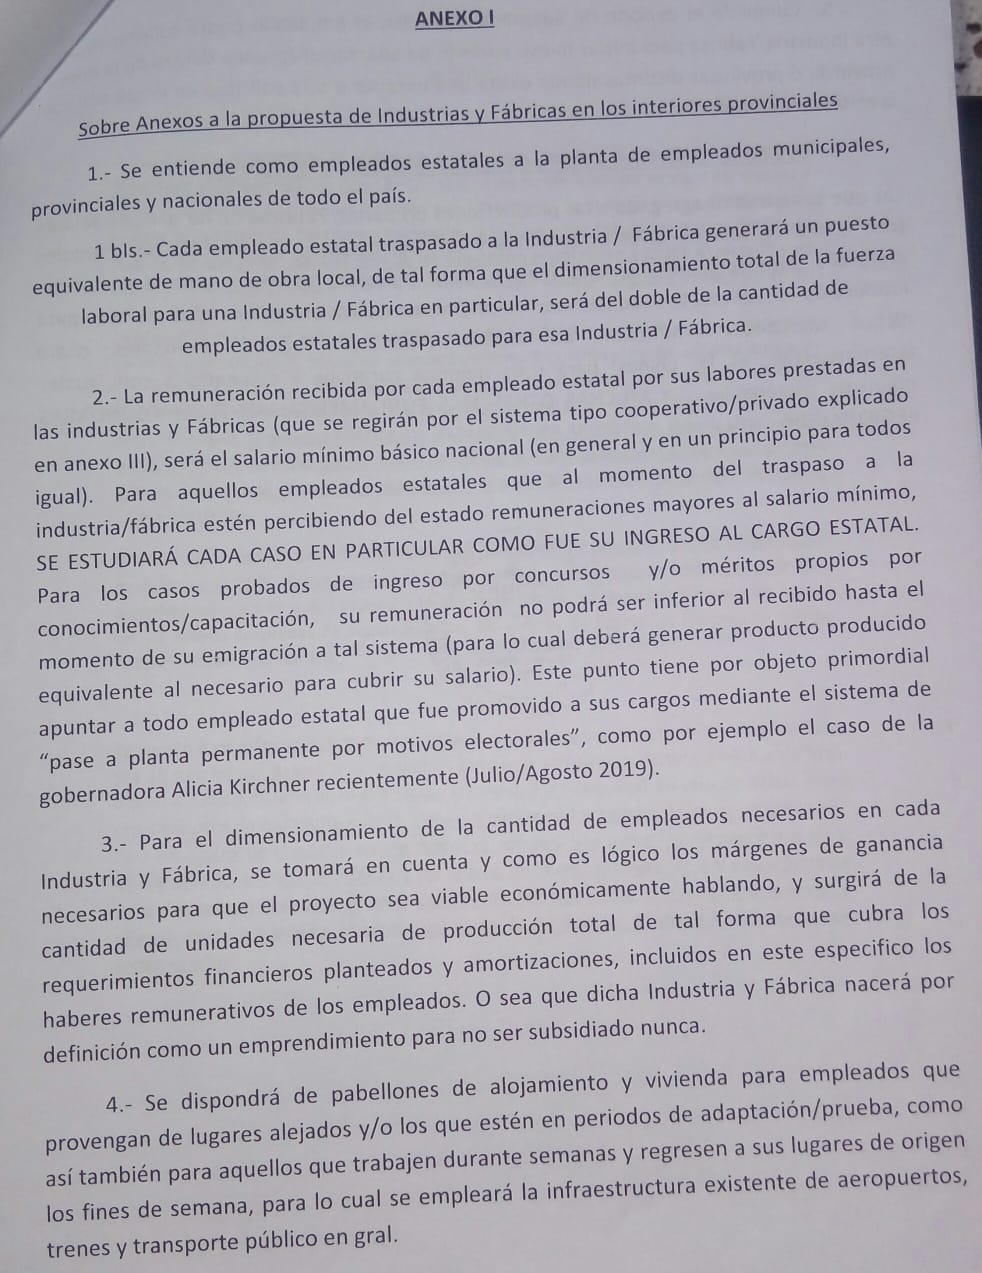 ANEXO I
Sobre Anexos a la propuesta de Industrias y Fábricas en los interiores provinciales
1.- Se entiende como empleados estatales a la planta de empleados municipales,
provinciales y nacionales de todo el país.
1 bIs.- Cada empleado estatal traspasado a la Industria / Fábrica generará un puesto
equivalente de mano de obra local, de tal forma que el dimensionamiento total de la fuerza
laboral para una Industria / Fábrica en particular, será del doble de la cantidad de
empleados estatales traspasado para esa Industria / Fábrica.
2.- La remuneración recibida por cada empleado estatal por sus labores prestadas en
las industrias y Fábricas (que se regirán por el sistema tipo cooperativo/privado explicado
en anexo III), será el salario mínimo básico nacional (en general y en un principio para todos
igual). Para aquellos empleados estatales que al momento del traspaso a la
industria/fábrica estén percibiendo del estado remuneraciones mayores al salario mínimo,
SE ESTUDIARÁ CADA CASO EN PARTICULAR COMO FUE SU INGRESO AL CARGO ESTATAL.
Para los casos probados de ingreso por concursos y/o méritos propios por
conocimientos/capacitación, su remuneración no podrá ser inferior al recibido hasta el
momento de su emigración a tal sistema (para lo cual deberá generar producto producido
equivalente al necesario para cubrir su salario). Este punto tiene por objeto primordial
apuntar a todo empleado estatal que fue promovido a sus cargos mediante el sistema de
“pase a planta permanente por motivos electorales”, como por ejemplo el caso de la
gobernadora Alicia Kirchner recientemente (Julio/Agosto 2019).
3.- Para el dimensionamiento de la cantidad de empleados necesarios en cada
Industria y Fábrica, se tomará en cuenta y como es lógico los márgenes de ganancia
necesarios para que el proyecto sea viable económicamente hablando, y surgirá de la
cantidad de unidades necesaria de producción total de tal forma que cubra los
requerimientos financieros planteados y amortizaciones, incluidos en este especifico los
haberes remunerativos de los empleados. O sea que dicha Industria y Fábrica nacerá por
definición como un emprendimiento para no ser subsidiado nunca.
4.- Se dispondrá de pabellones de alojamiento y vivienda para empleados que
provengan de lugares alejados y/o los que estén en periodos de adaptación/prueba, como
así también para aquellos que trabajen durante semanas y regresen a sus lugares de origen
los fines de semana, para lo cual se empleará la infraestructura existente de aeropuertos,
trenes y transporte público en gral.